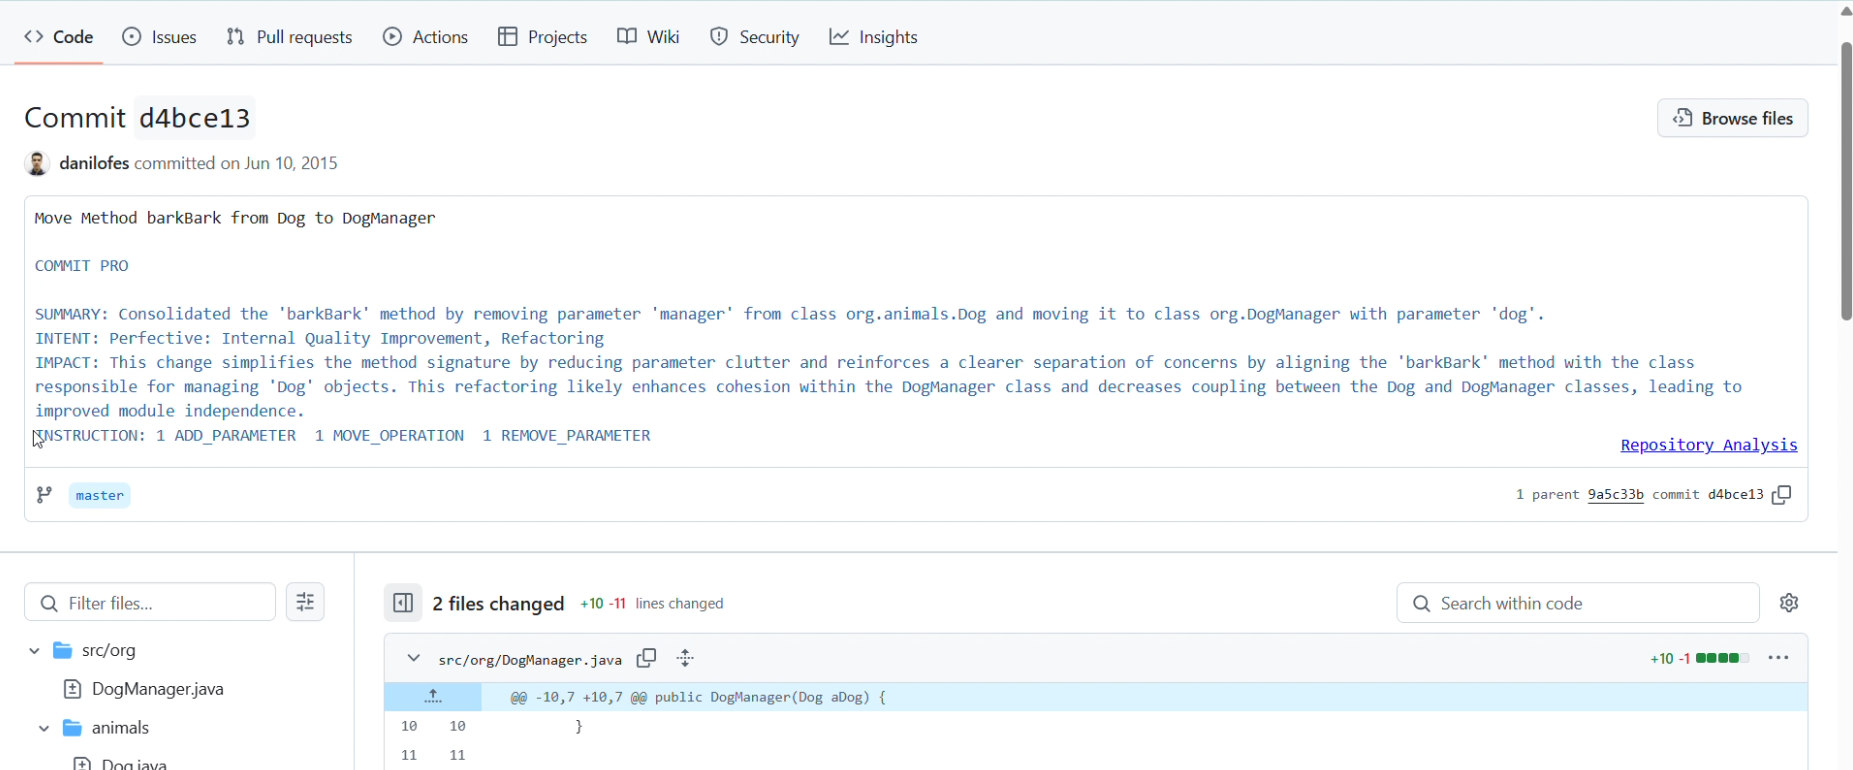 Code Issues Pull requests Actions Projects Wiki Security Insights
Commit d4bce13
Browse files
danilofes committed on Jun 10, 2015
Move Method barkBark from Dog to DogManager
COMMIT PRO
SUMMARY: Consolidated the 'barkBark' method by removing parameter 'manager' from class org.animals.Dog and moving it to class org.DogManager with parameter 'dog'.
INTENT: Perfective: Internal Quality Improvement, Refactoring
IMPACT: This change simplifies the method signature by reducing parameter clutter and reinforces a clearer separation of concerns by aligning the 'barkBark' method with the class
responsible for managing 'Dog' objects. This refactoring likely enhances cohesion within the DogManager class and decreases coupling between the Dog and DogManager classes, leading to
improved module independence.
INSTRUCTION: 1 ADD_PARAMETER 1 MOVE_OPERATION 1 REMOVE_PARAMETER
Repository Analysis
master
1 parent 9a5c33b commit d4bce13
Filter files...
2 files changed +10 -11 lines changed
Search within code
src/org
DogManager.java
animals
Dog.java
src/org/DogManager.java
+10 -1
@@ -10,7 +10,7 @@ public DogManager(Dog aDog) {
10 10 }
11 11